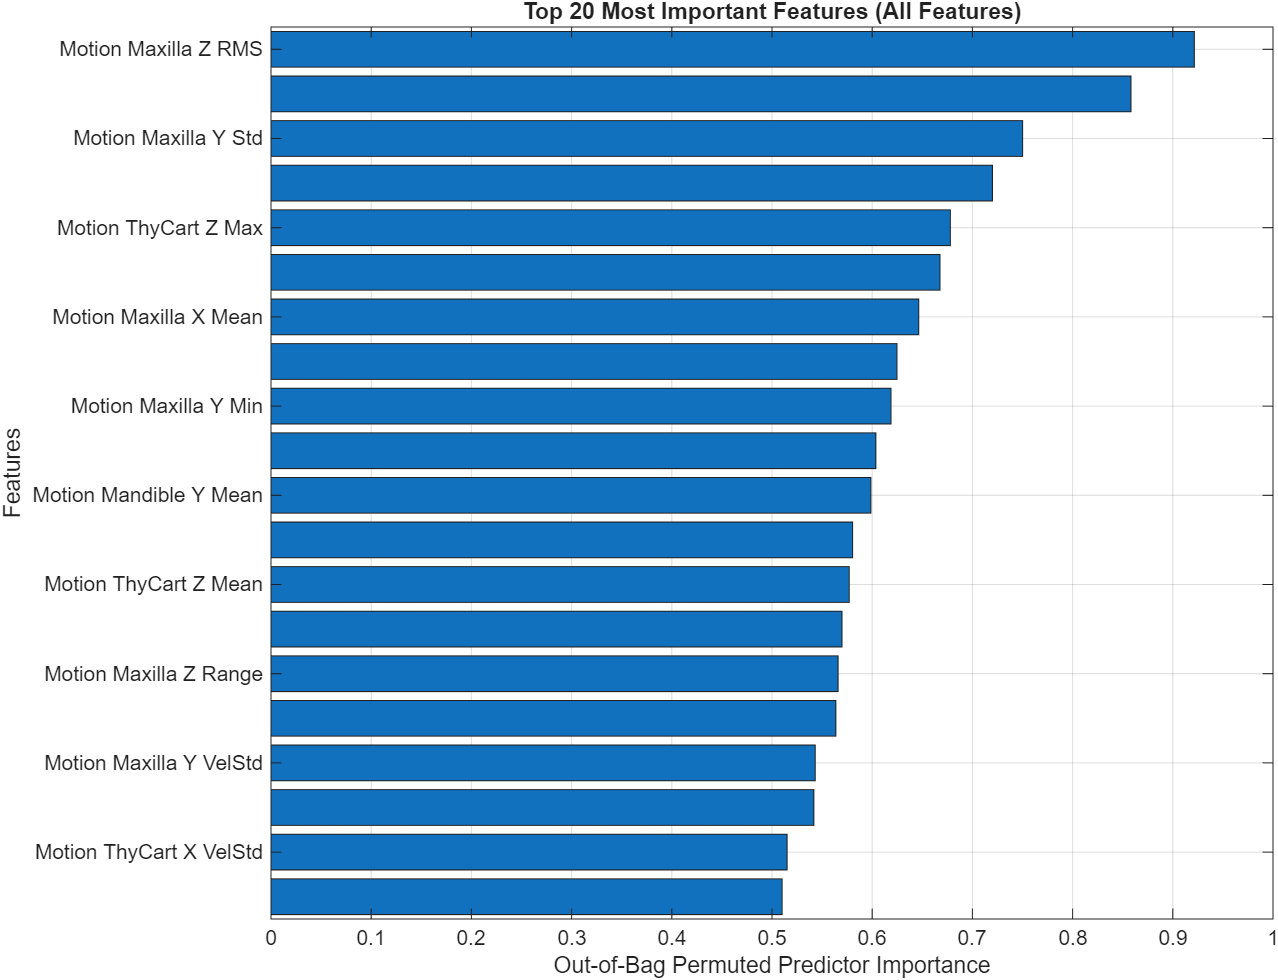 Top 20 Most Important Features (All Features)
Motion Maxilla Z RMS
Motion Maxilla Y Std
Motion ThyCart Z Max
Motion Maxilla X Mean
Motion Maxilla Y Min
Motion Mandible Y Mean
Motion ThyCart Z Mean
Motion Maxilla Z Range
Motion Maxilla Y VelStd
Motion ThyCart X VelStd
Features
0 0.1 0.2 0.3 0.4 0.5 0.6 0.7 0.8 0.9 1
Out-of-Bag Permuted Predictor Importance